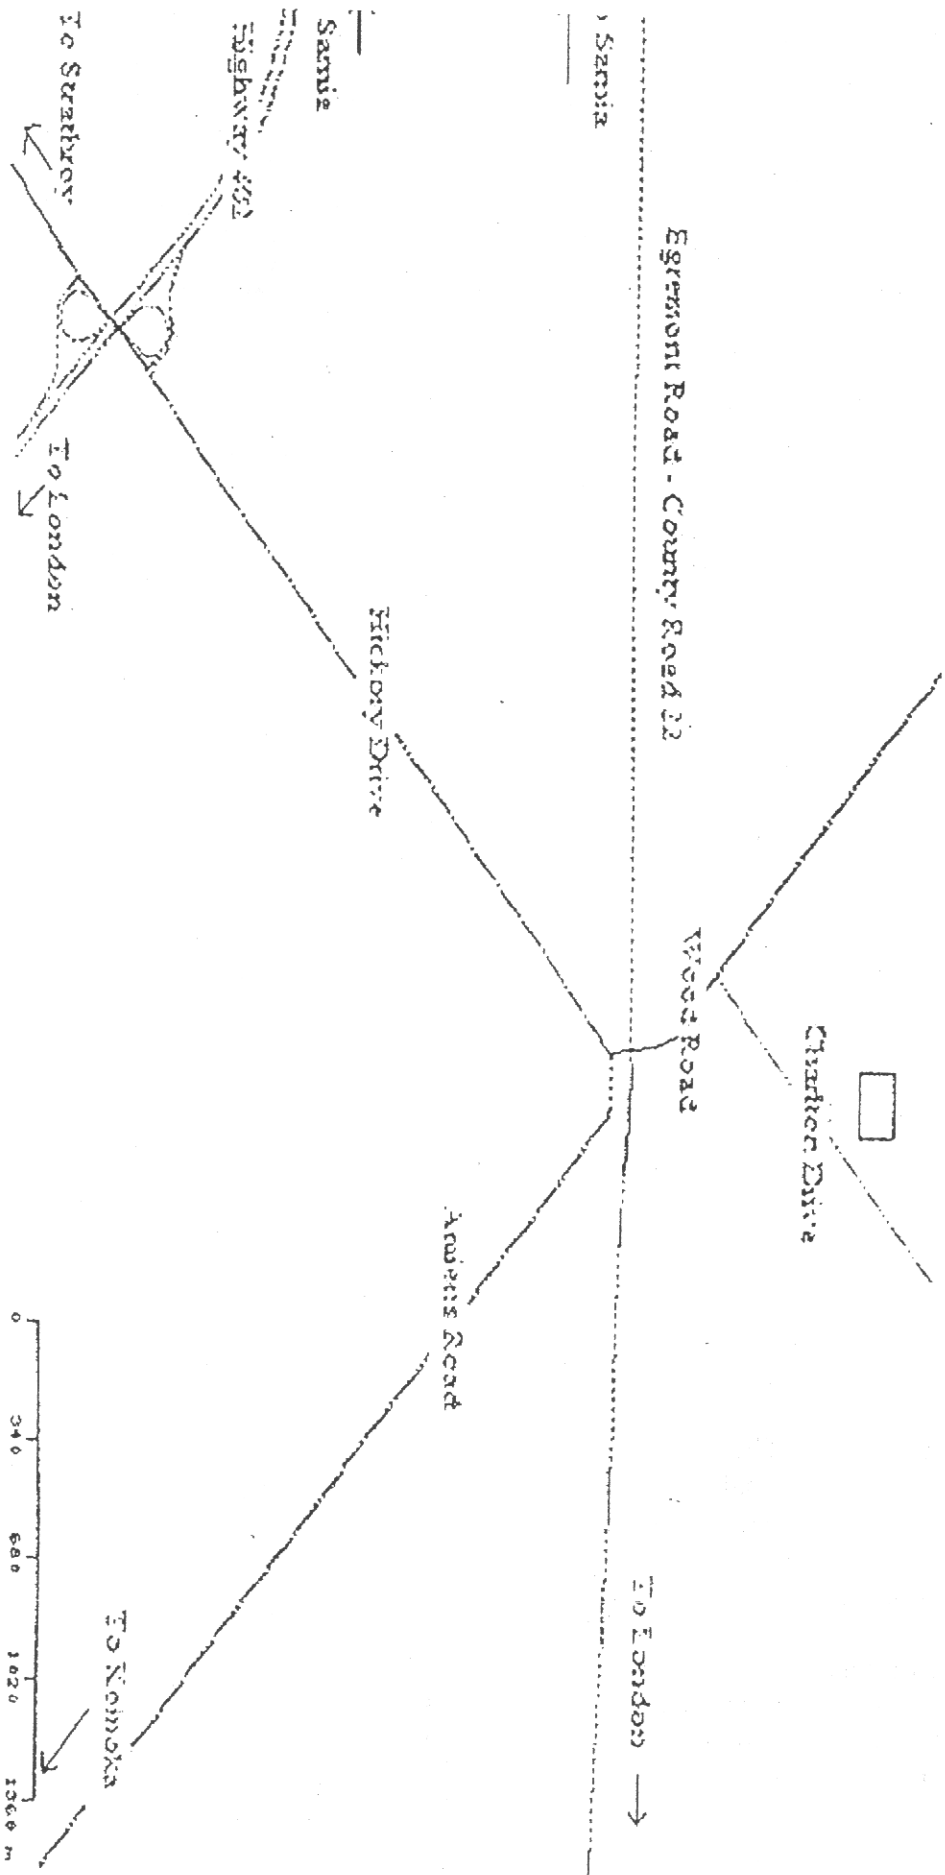 Charlton Drive
Wood Road
Egremont Road - County Road 22
To London
Sarnia
Sarnia
Highway 402
To Strathroy
To London
Hickory Drive
Amiens Road
To Komoka
0 340 680 1020 1360 m